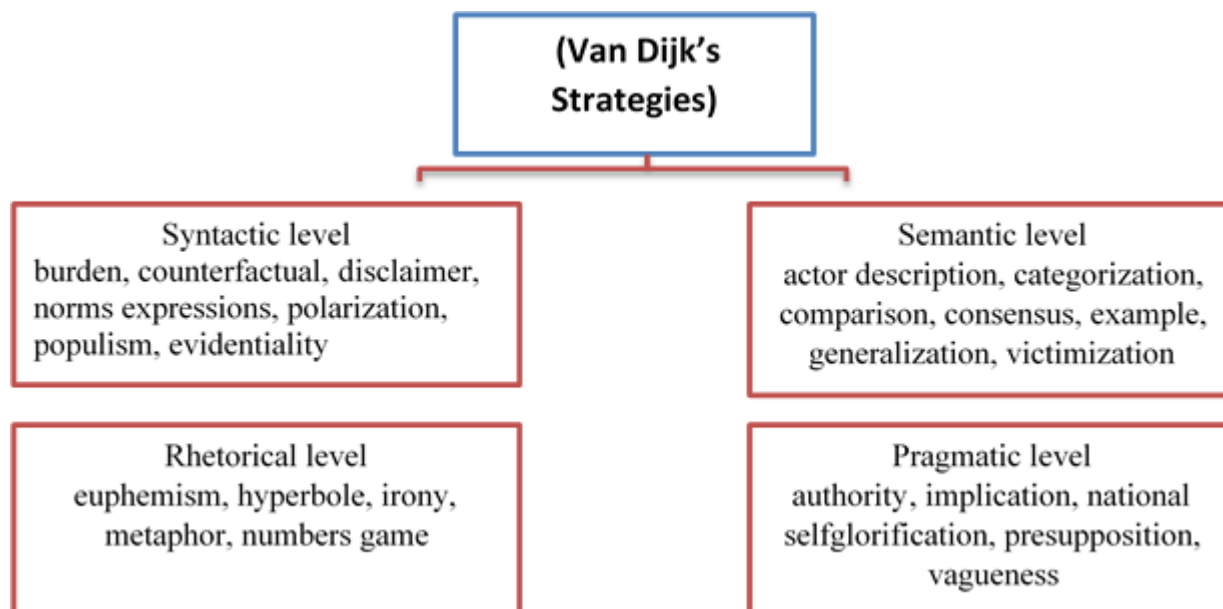 (Van Dijk's
Strategies)
Syntactic level
burden, counterfactual, disclaimer,
norms expressions, polarization,
populism, evidentiality
Semantic level
actor description, categorization,
comparison, consensus, example,
generalization, victimization
Rhetorical level
euphemism, hyperbole, irony,
metaphor, numbers game
Pragmatic level
authority, implication, national
selfglorification, presupposition,
vagueness